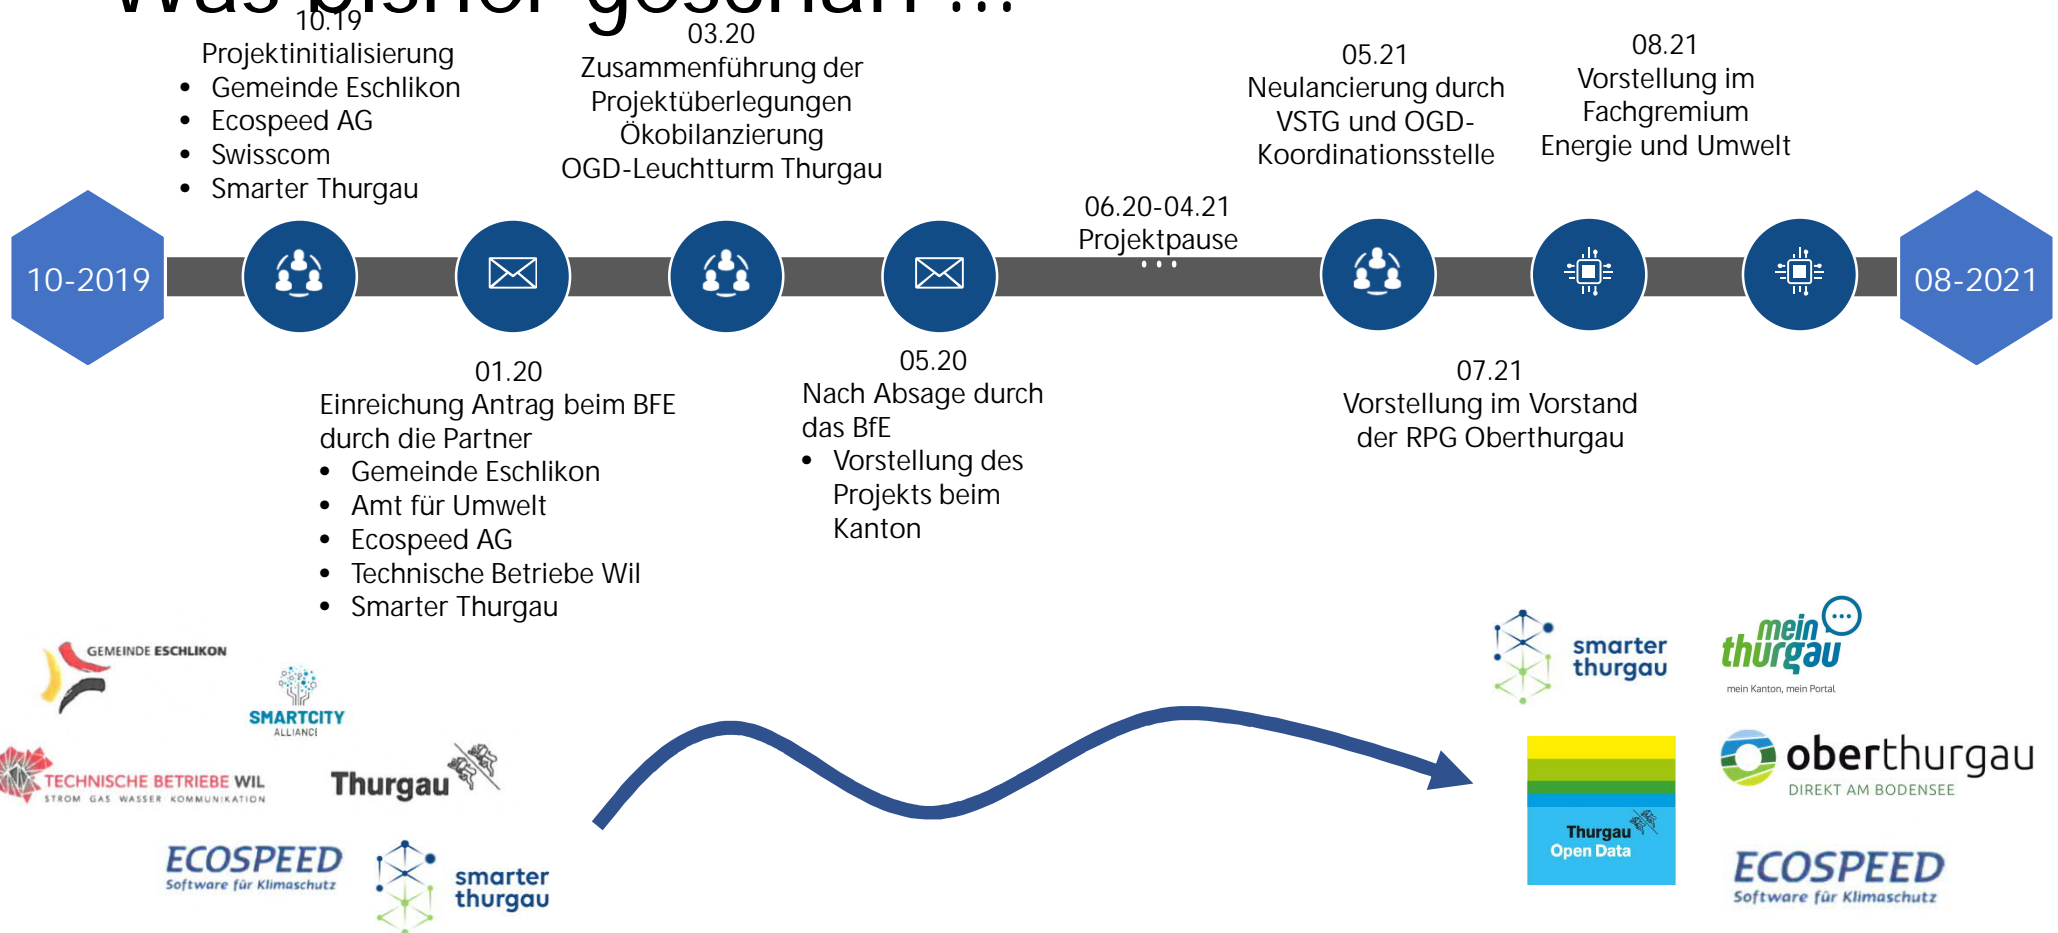 Was bisher geschah ...
10.19
Projektinitialisierung
• Gemeinde Eschlikon
• Ecospeed AG
• Swisscom
• Smarter Thurgau
03.20
Zusammenführung der
Projektüberlegungen
Ökobilanzierung
OGD-Leuchtturm Thurgau
06.20-04.21
Projektpause
...
05.21
Neulancierung durch
VSTG und OGD-
Koordinationsstelle
08.21
Vorstellung im
Fachgremium
Energie und Umwelt
10-2019
08-2021
01.20
Einreichung Antrag beim BFE
durch die Partner
• Gemeinde Eschlikon
• Amt für Umwelt
• Ecospeed AG
• Technische Betriebe Wil
• Smarter Thurgau
05.20
Nach Absage durch
das BfE
• Vorstellung des
Projekts beim
Kanton
07.21
Vorstellung im Vorstand
der RPG Oberthurgau
GEMEINDE ESCHLIKON
SMARTCITY
ALLIANCE
TECHNISCHE BETRIEBE WIL
STROM GAS WASSER KOMMUNIKATION
Thurgau
ECOSPEED
Software für Klimaschutz
smarter
thurgau
smarter
thurgau
mein
thurgau
mein Kanton, mein Portal
Thurgau
Open Data
oberthurgau
DIREKT AM BODENSEE
ECOSPEED
Software für Klimaschutz